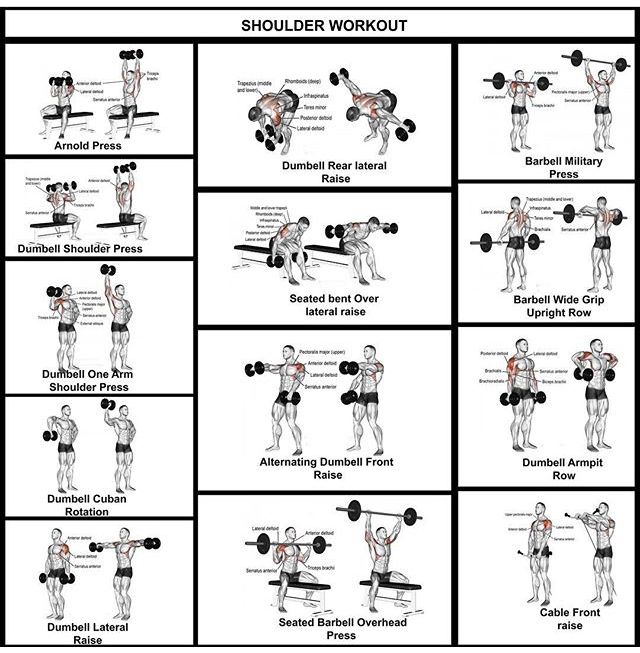 SHOULDER WORKOUT
Anterior deltoid
Lateral deltoid
Serratus anterior
Triceps
brachii
Arnold Press
Trapezius (middle
and lower)
Serratus anterior
Lateral deltoid
Triceps brachii
Anterior deltoid
Dumbell Shoulder Press
Lateral deltoid
Anterior deltoid
Pectoralis major
(upper)
Serratus anterior
External oblique
Triceps brachii
Dumbell One Arm
Shoulder Press
Dumbell Cuban
Rotation
Anterior deltoid
Lateral deltoid
Serratus anterior
Dumbell Lateral
Raise
Trapezius (middle
and lower)
Rhomboids (deep)
Infraspinatus
Teres minor
Posterior deltoid
Lateral deltoid
Dumbell Rear lateral
Raise
Middle and lower traps
Rhomboids (deep)
Infraspinatus
Teres minor
Posterior deltoid
Lateral deltoid
Seated bent Over
lateral raise
Pectoralis major (upper)
Anterior deltoid
Lateral deltoid
Serratus anterior
Alternating Dumbell Front
Raise
Lateral deltoid
Anterior deltoid
Serratus anterior
Triceps brachii
Seated Barbell Overhead
Press
Anterior deltoid
Lateral deltoid
Pectoralis major (upper)
Serratus anterior
Triceps brachii
Barbell Military
Press
Trapezius (middle and lower)
Infraspinatus
Lateral deltoid
Teres minor
Brachialis
Serratus anterior
Barbell Wide Grip
Upright Row
Posterior deltoid
Lateral deltoid
Brachialis
Serratus anterior
Brachioradialis
Biceps brachii
Dumbell Armpit
Row
Upper pectoralis major
Anterior deltoid
Lateral deltoid
Serratus anterior
Cable Front
raise